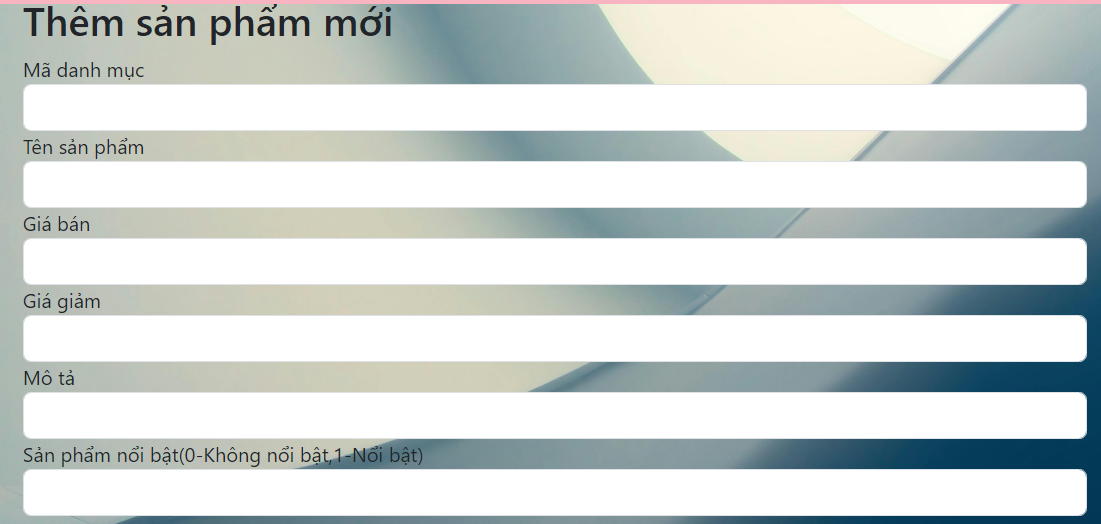 Thêm sản phẩm mới
Mã danh mục
Tên sản phẩm
Giá bán
Giá giảm
Mô tả
Sản phẩm nổi bật(0-Không nổi bật,1-Nổi bật)